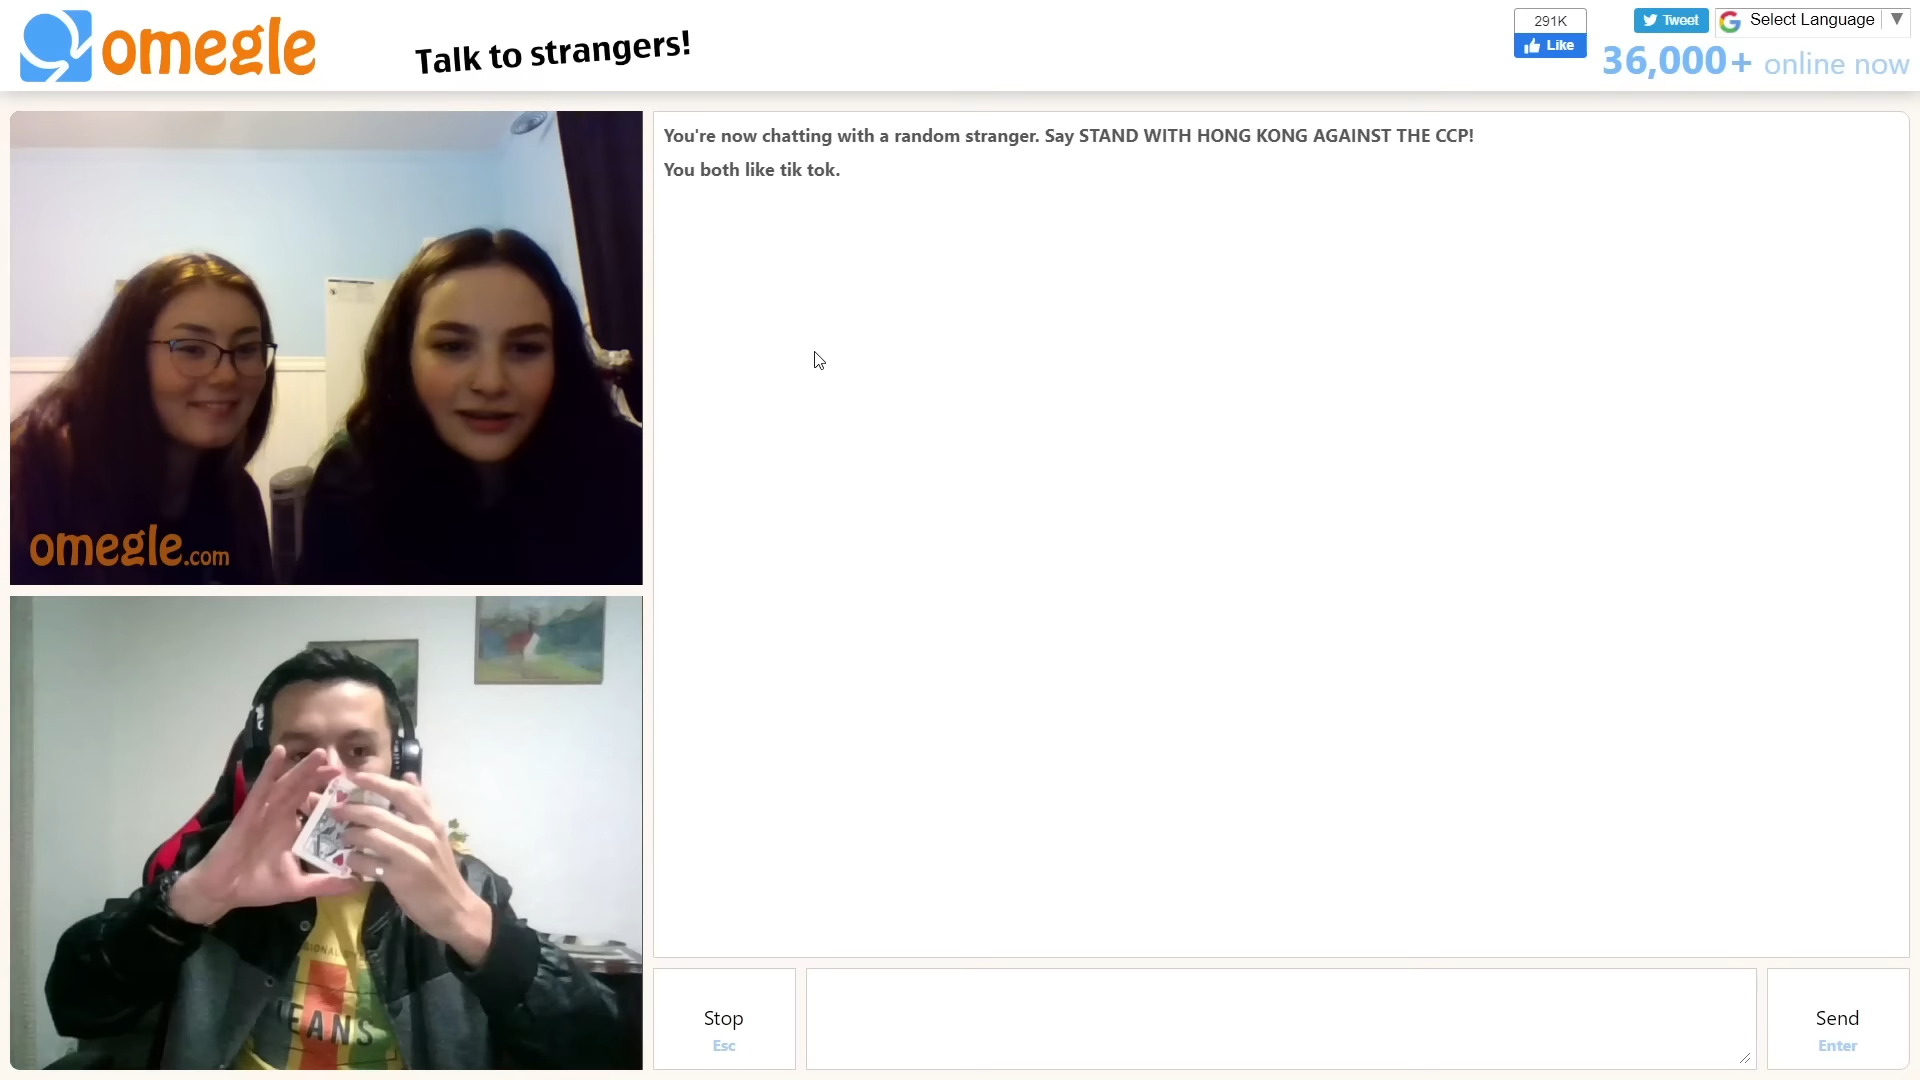 omegle
Talk to strangers!
291K
Like
Tweet
Select Language
36,000+ online now
You're now chatting with a random stranger. Say STAND WITH HONG KONG AGAINST THE CCP!
You both like tik tok.
omegle.com
JEANS
Stop
Esc
Send
Enter